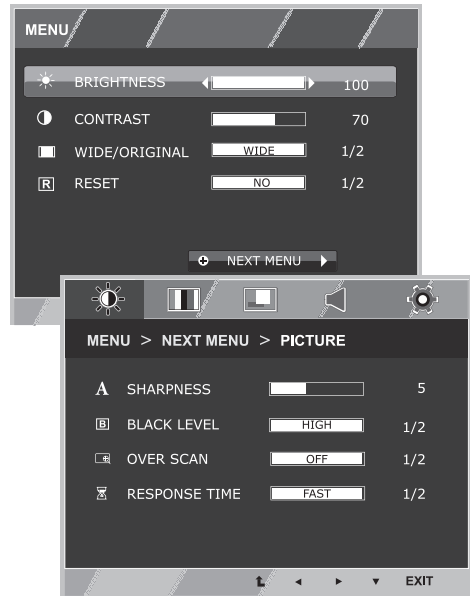 MENU
BRIGHTNESS 100
CONTRAST 70
WIDE/ORIGINAL WIDE 1/2
R RESET NO 1/2
NEXT MENU
MENU > NEXT MENU > PICTURE
A SHARPNESS 5
B BLACK LEVEL HIGH 1/2
OVER SCAN OFF 1/2
RESPONSE TIME FAST 1/2
EXIT